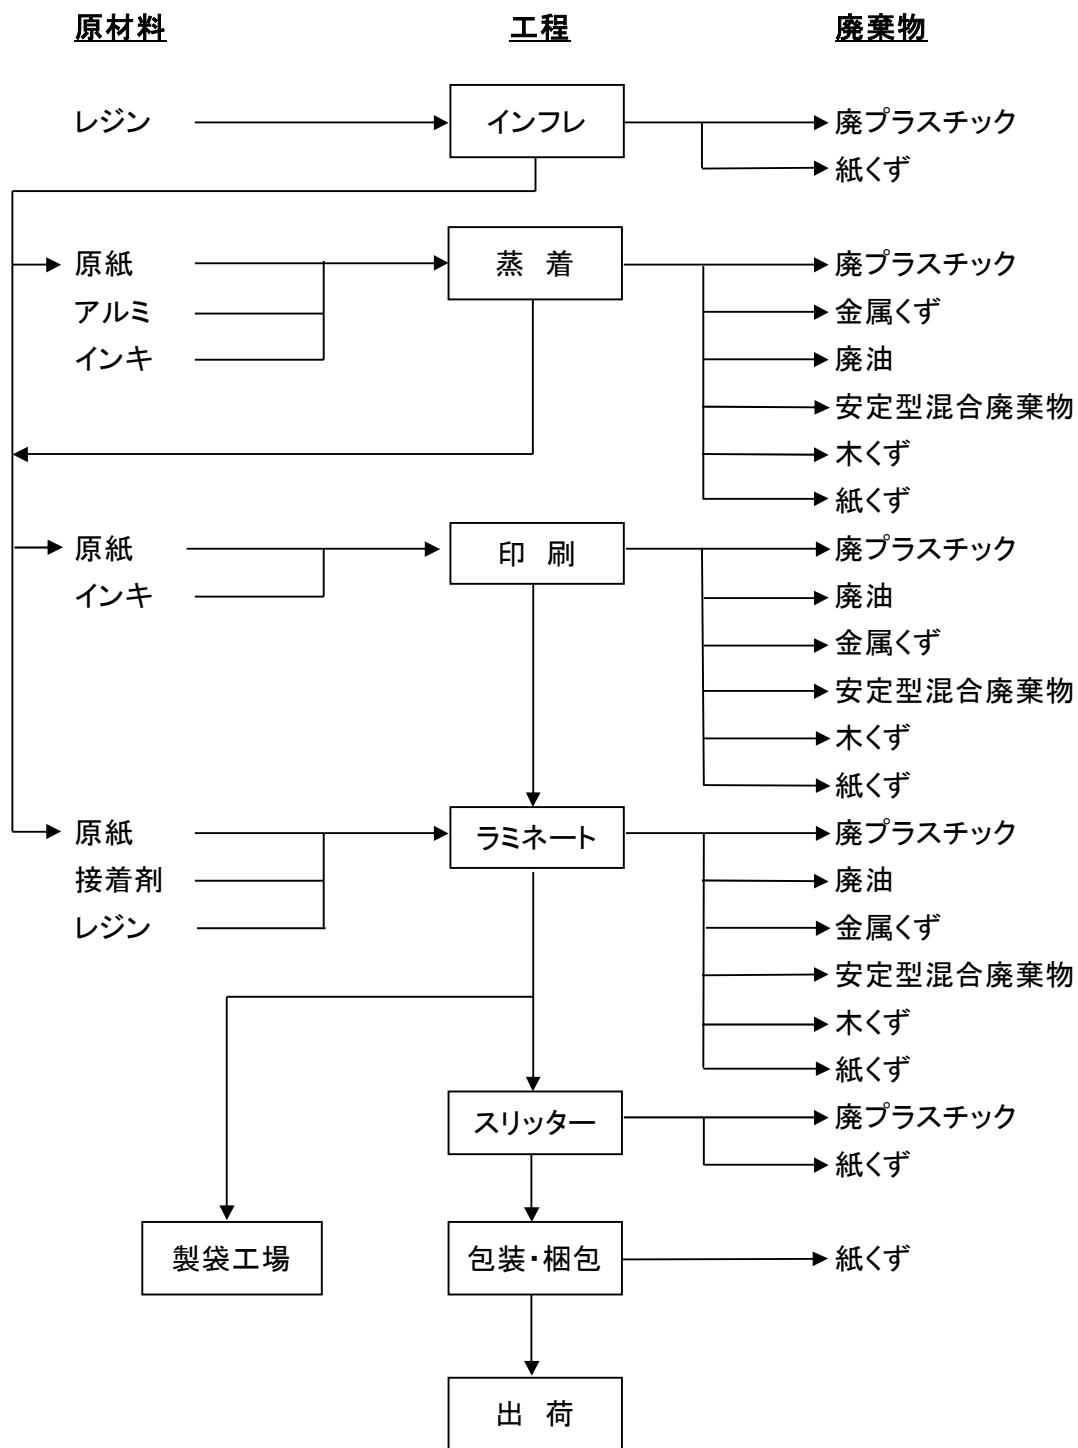 原材料 工程 廃棄物
レジン インフレ 廃プラスチック
紙くず
原紙 蒸 着 廃プラスチック
アルミ 金属くず
インキ 廃油
安定型混合廃棄物
木くず
紙くず
原紙 印 刷 廃プラスチック
インキ 廃油
金属くず
安定型混合廃棄物
木くず
紙くず
原紙 ラミネート 廃プラスチック
接着剤 廃油
レジン 金属くず
安定型混合廃棄物
木くず
紙くず
スリッター 廃プラスチック
紙くず
製袋工場 包装・梱包 紙くず
出 荷